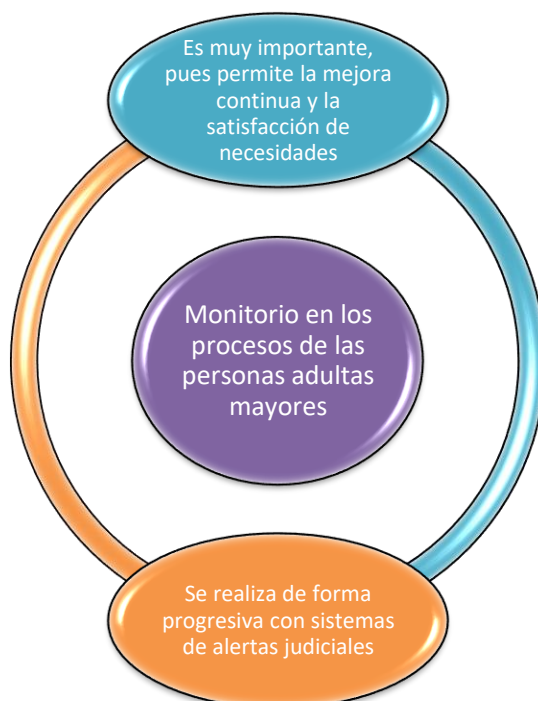 Es muy importante,
pues permite la mejora
continua y la
satisfacción de
necesidades
Monitorio en los
procesos de las
personas adultas
mayores
Se realiza de forma
progresiva con sistemas
de alertas judiciales